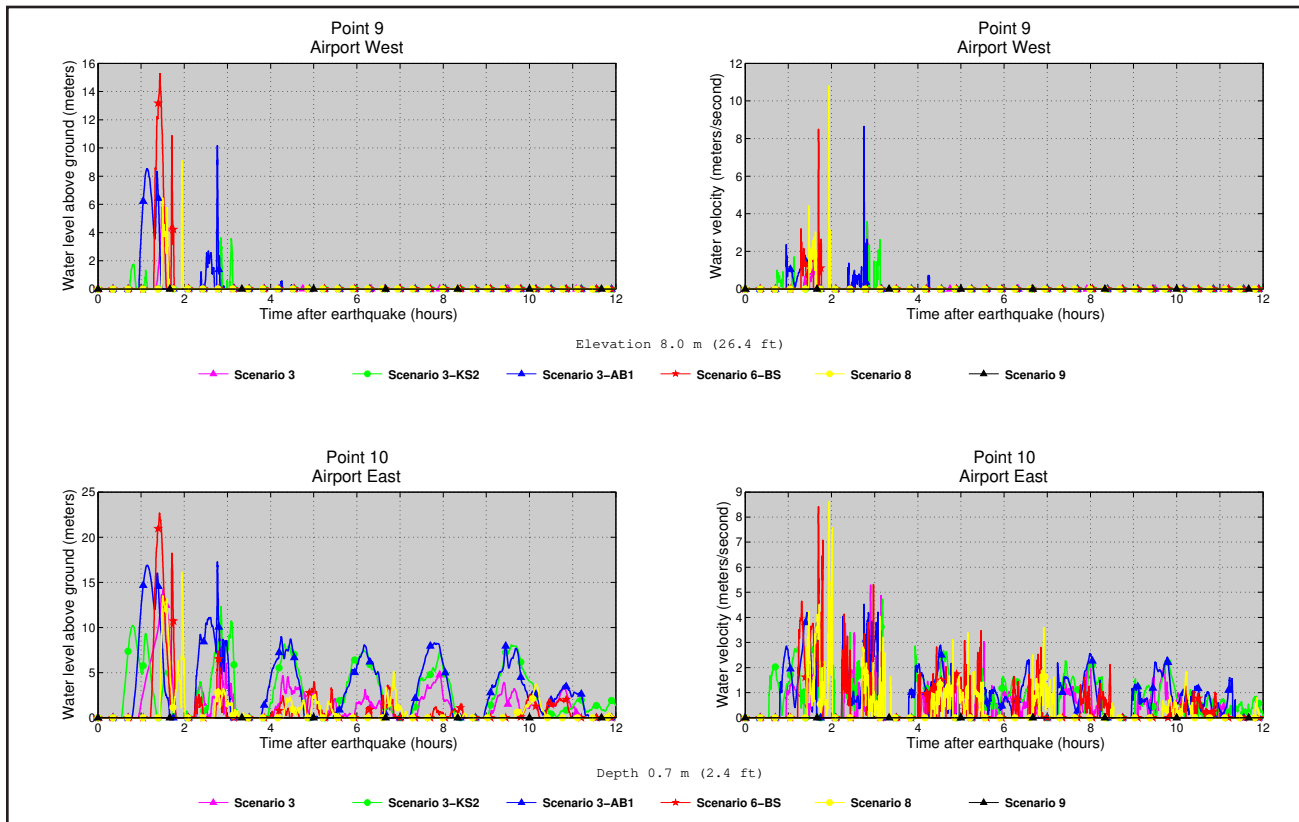 Point 9
Airport West
Water level above ground (meters)
16
14
12
10
8
6
4
2
0
0 2 4 6 8 10 12
Time after earthquake (hours)
Point 9
Airport West
Water velocity (meters/second)
12
10
8
6
4
2
0
0 2 4 6 8 10 12
Time after earthquake (hours)
Elevation 8.0 m (26.4 ft)
Scenario 3 Scenario 3−KS2 Scenario 3−AB1 Scenario 6−BS Scenario 8 Scenario 9
Point 10
Airport East
Water level above ground (meters)
25
20
15
10
5
0
0 2 4 6 8 10 12
Time after earthquake (hours)
Point 10
Airport East
Water velocity (meters/second)
9
8
7
6
5
4
3
2
1
0
0 2 4 6 8 10 12
Time after earthquake (hours)
Depth 0.7 m (2.4 ft)
Scenario 3 Scenario 3−KS2 Scenario 3−AB1 Scenario 6−BS Scenario 8 Scenario 9